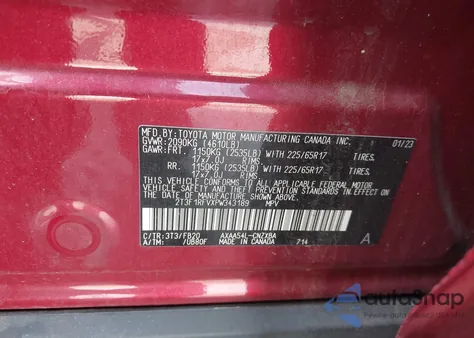 MFD.BY: TOYOTA MOTOR MANUFACTURING CANADA INC.
GVWR: 2090KG (4610LB) 01/23
GAWR: FRT. 1150KG (2535LB) WITH 225/65R17 TIRES.
17x7.0J RIMS
RR. 1150KG (2535LB) WITH 225/65R17 TIRES.
17x7.0J RIMS
THIS VEHICLE CONFORMS TO ALL APPLICABLE
FEDERAL MOTOR VEHICLE SAFETY AND THEFT
PREVENTION STANDARDS IN EFFECT ON THE DATE
OF MANUFACTURE SHOWN ABOVE.
2T3F1RFVXPW343189 MPV
C/TR: 3T3/FB20 AXAA54L-CNZXBA A
A/TM: /0B80F MADE IN CANADA 714
autoSnap